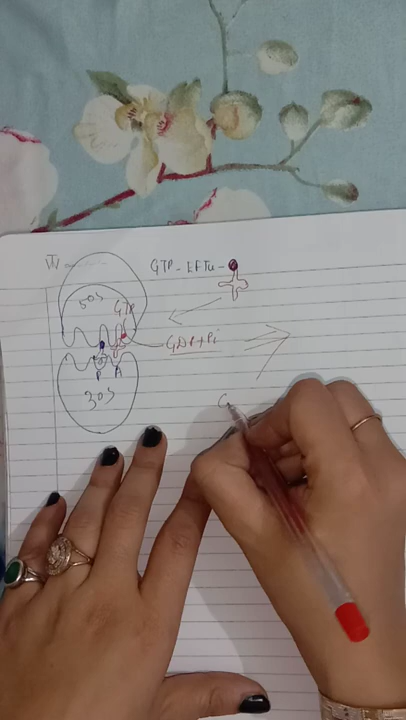 GTP - EFTu -
50S
GTP
GDP + Pi
P A
30S
G